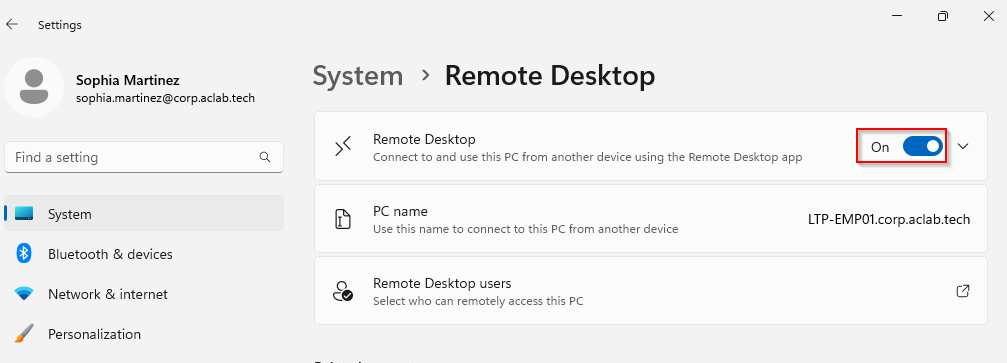 Settings
Sophia Martinez
sophia.martinez@corp.aclab.tech
Find a setting
System
Bluetooth & devices
Network & internet
Personalization
System › Remote Desktop
Remote Desktop
Connect to and use this PC from another device using the Remote Desktop app
On
PC name
Use this name to connect to this PC from another device
LTP-EMP01.corp.aclab.tech
Remote Desktop users
Select who can remotely access this PC